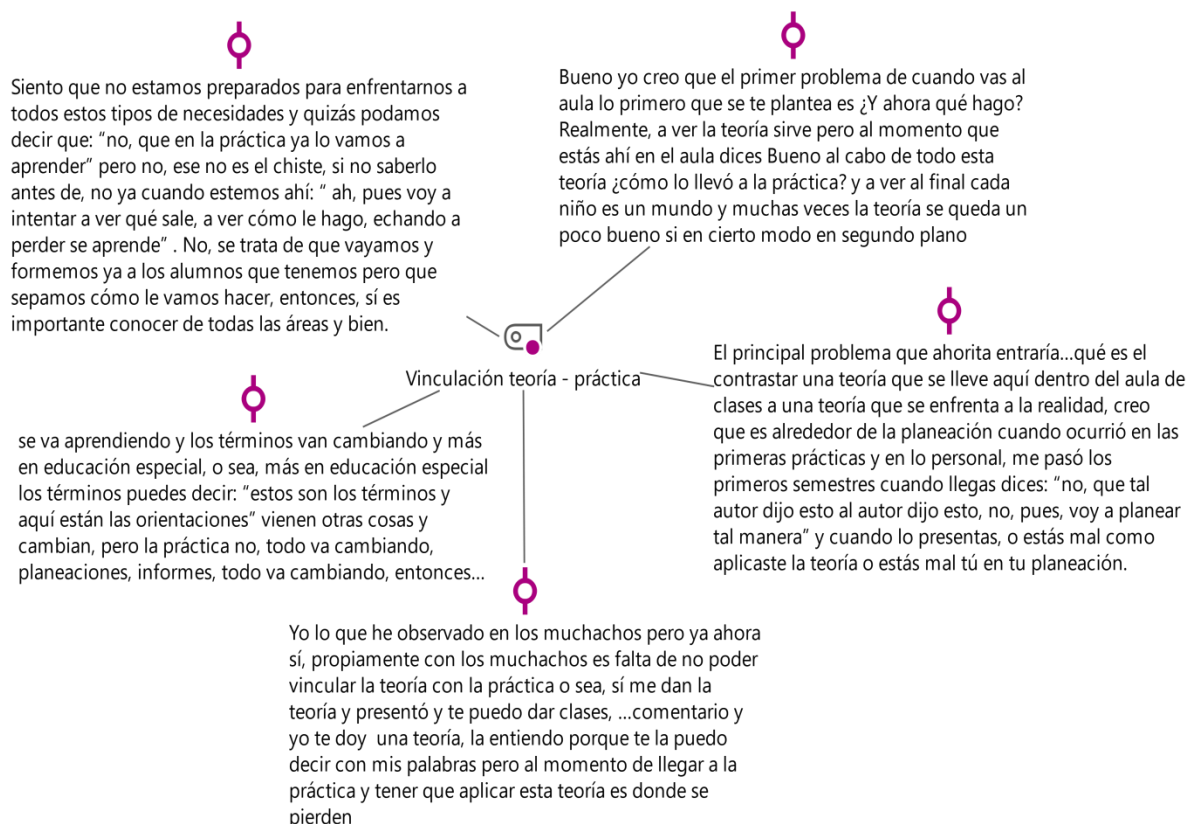 Siento que no estamos preparados para enfrentarnos a
todos estos tipos de necesidades y quizás podamos
decir que: “no, que en la práctica ya lo vamos a
aprender” pero no, ese no es el chiste, si no saberlo
antes de, no ya cuando estemos ahí: “ ah, pues voy a
intentar a ver qué sale, a ver cómo le hago, echando a
perder se aprende” . No, se trata de que vayamos y
formemos ya a los alumnos que tenemos pero que
sepamos cómo le vamos hacer, entonces, sí es
importante conocer de todas las áreas y bien.
Bueno yo creo que el primer problema de cuando vas al
aula lo primero que se te plantea es ¿Y ahora qué hago?
Realmente, a ver la teoría sirve pero al momento que
estás ahí en el aula dices Bueno al cabo de todo esta
teoría ¿cómo lo llevó a la práctica? y a ver al final cada
niño es un mundo y muchas veces la teoría se queda un
poco bueno si en cierto modo en segundo plano
Vinculación teoría - práctica
El principal problema que ahorita entraría...qué es el
contrastar una teoría que se lleve aquí dentro del aula de
clases a una teoría que se enfrenta a la realidad, creo
que es alrededor de la planeación cuando ocurrió en las
primeras prácticas y en lo personal, me pasó los
primeros semestres cuando llegas dices: “no, que tal
autor dijo esto al autor dijo esto, no, pues, voy a planear
tal manera” y cuando lo presentas, o estás mal como
aplicaste la teoría o estás mal tú en tu planeación.
se va aprendiendo y los términos van cambiando y más
en educación especial, o sea, más en educación especial
los términos puedes decir: “estos son los términos y
aquí están las orientaciones” vienen otras cosas y
cambian, pero la práctica no, todo va cambiando,
planeaciones, informes, todo va cambiando, entonces...
Yo lo que he observado en los muchachos pero ya ahora
sí, propiamente con los muchachos es falta de no poder
vincular la teoría con la práctica o sea, sí me dan la
teoría y presentó y te puedo dar clases, ...comentario y
yo te doy una teoría, la entiendo porque te la puedo
decir con mis palabras pero al momento de llegar a la
práctica y tener que aplicar esta teoría es donde se
pierden